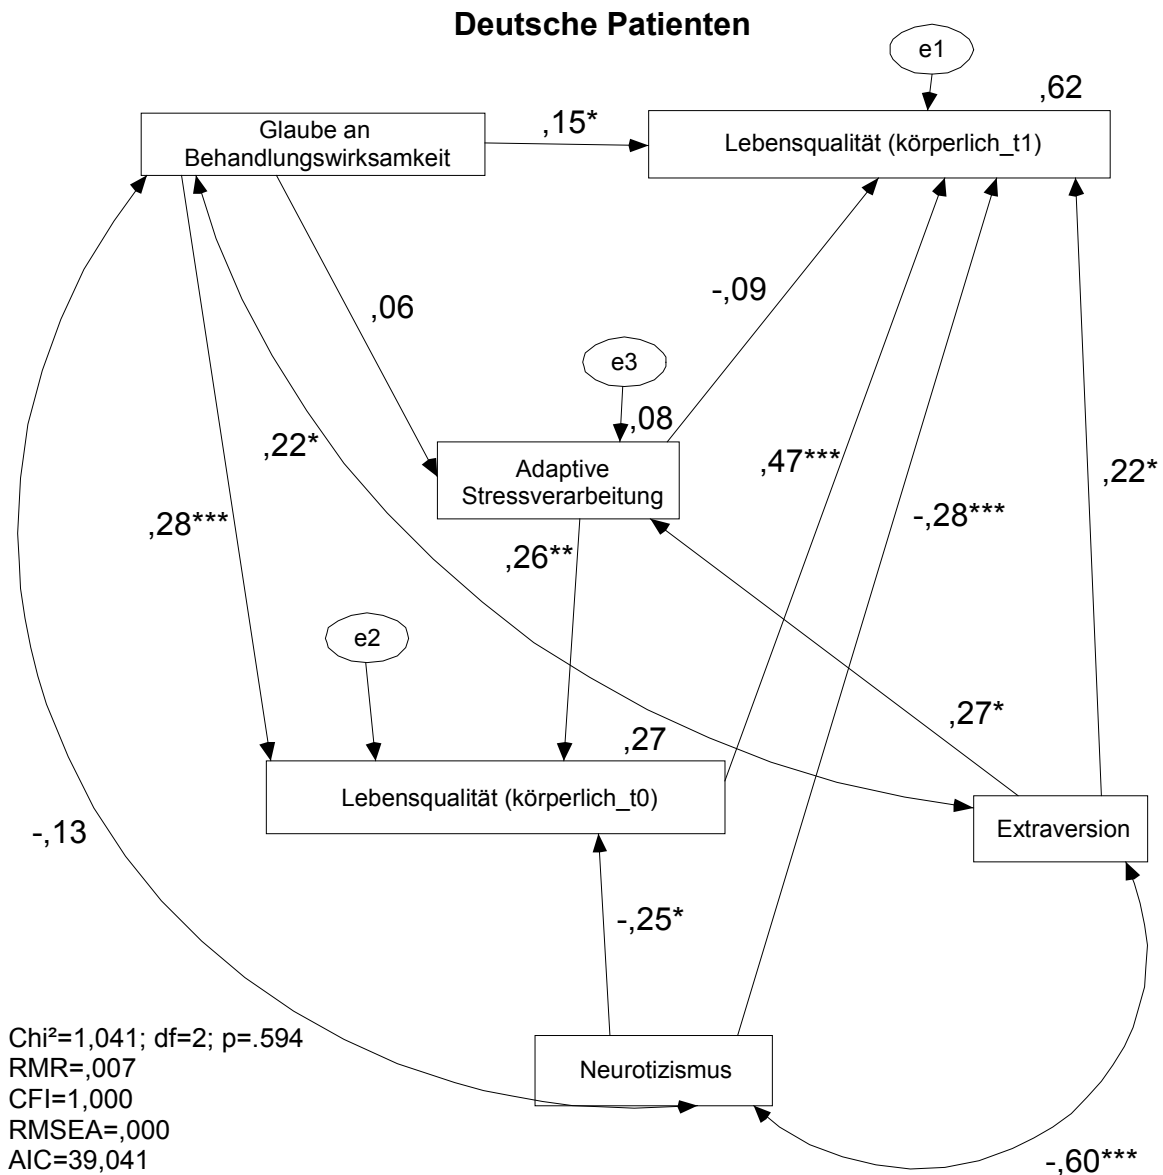 Deutsche Patienten
e1
,62
Glaube an
Behandlungswirksamkeit
,15*
Lebensqualität (körperlich_t1)
,06
-,09
e3
,08
,22*
Adaptive
Stressverarbeitung
,47***
,22*
,28***
-,28***
,26**
e2
,27*
,27
Lebensqualität (körperlich_t0)
Extraversion
-,13
-,25*
Neurotizismus
-,60***
Chi²=1,041; df=2; p=.594
RMR=,007
CFI=1,000
RMSEA=,000
AIC=39,041